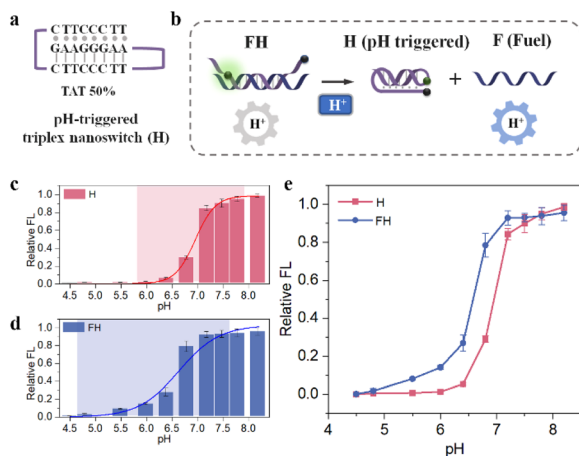 a
CTTCCCTT
GAAGGGAA
CTTCCCTT
TAT 50%
pH-triggered
triplex nanoswitch (H)
b
FH H (pH triggered) F (Fuel)
+
H⁺
H⁺ H⁺
c
H
Relative FL
1.0
0.8
0.6
0.4
0.2
0.0
4.5 5.0 5.5 6.0 6.5 7.0 7.5 8.0
pH
d
FH
Relative FL
1.0
0.8
0.6
0.4
0.2
0.0
4.5 5.0 5.5 6.0 6.5 7.0 7.5 8.0
pH
e
H
FH
Relative FL
1.0
0.8
0.6
0.4
0.2
0.0
4 5 6 7 8
pH